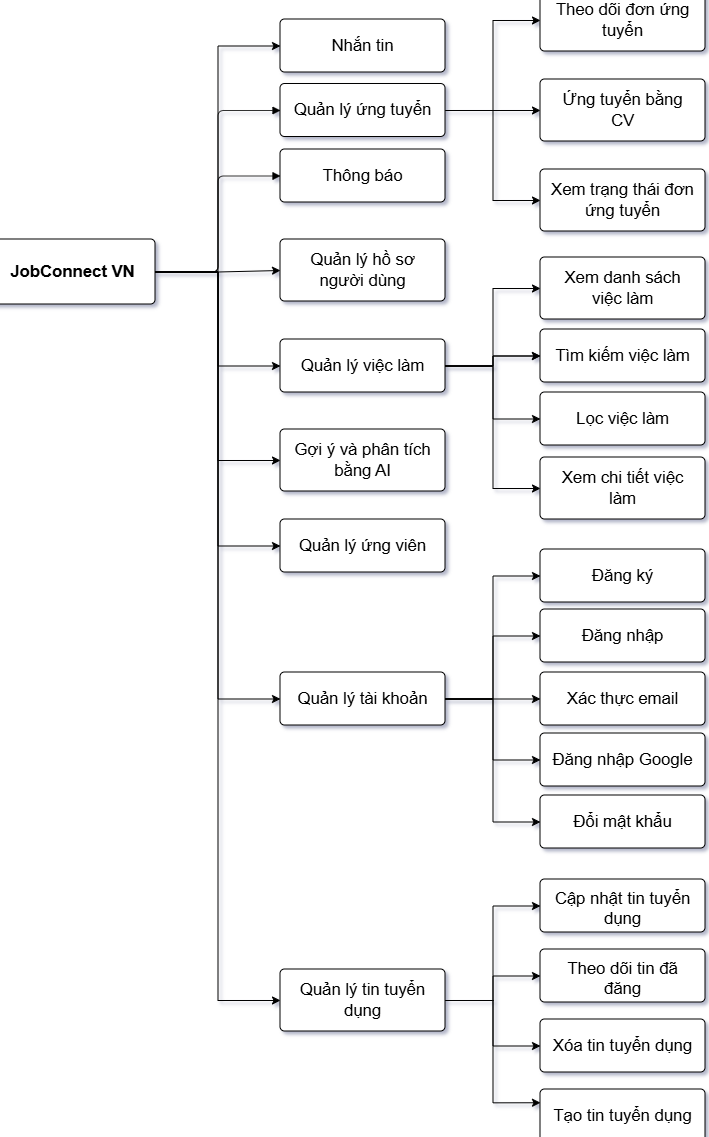 JobConnect VN
Nhắn tin
Quản lý ứng tuyển
Theo dõi đơn ứng
tuyển
Ứng tuyển bằng
CV
Xem trạng thái đơn
ứng tuyển
Thông báo
Quản lý hồ sơ
người dùng
Quản lý việc làm
Xem danh sách
việc làm
Tìm kiếm việc làm
Lọc việc làm
Xem chi tiết việc
làm
Gợi ý và phân tích
bằng AI
Quản lý ứng viên
Quản lý tài khoản
Đăng ký
Đăng nhập
Xác thực email
Đăng nhập Google
Đổi mật khẩu
Quản lý tin tuyển
dụng
Cập nhật tin tuyển
dụng
Theo dõi tin đã
đăng
Xóa tin tuyển dụng
Tạo tin tuyển dụng